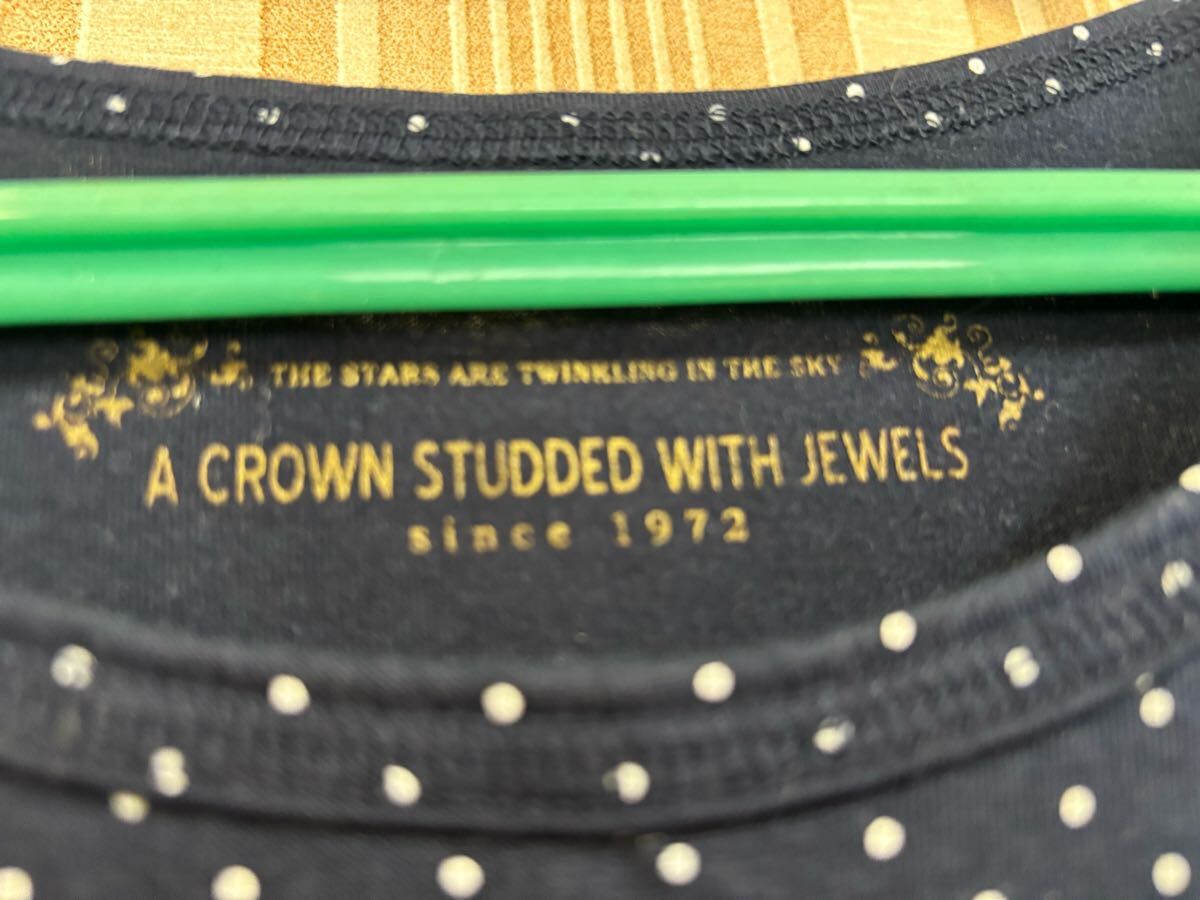 THE STARS ARE TWINKLING IN THE SKY
A CROWN STUDDED WITH JEWELS
since 1972